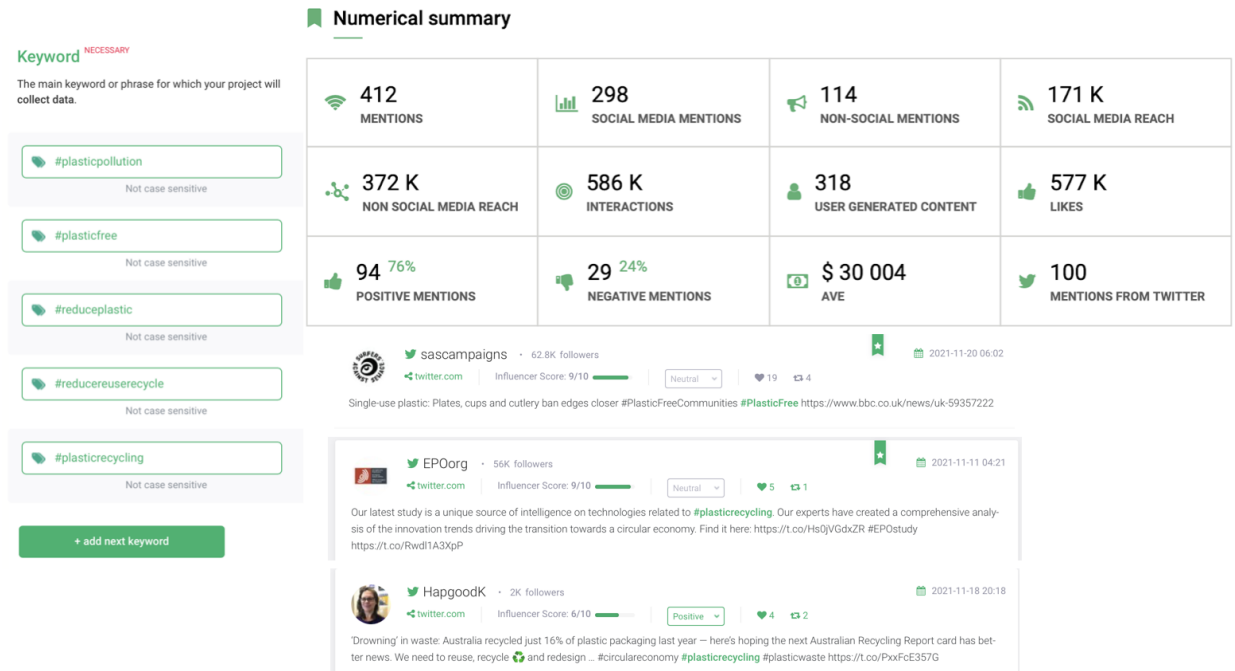 Numerical summary
Keyword NECESSARY
The main keyword or phrase for which your project will
collect data.
#plasticpollution
Not case sensitive
#plasticfree
Not case sensitive
#reduceplastic
Not case sensitive
#reducereuserecycle
Not case sensitive
#plasticrecycling
Not case sensitive
+ add next keyword
412
MENTIONS
298
SOCIAL MEDIA MENTIONS
114
NON-SOCIAL MENTIONS
171 K
SOCIAL MEDIA REACH
372 K
NON SOCIAL MEDIA REACH
586 K
INTERACTIONS
318
USER GENERATED CONTENT
577 K
LIKES
94 76%
POSITIVE MENTIONS
29 24%
NEGATIVE MENTIONS
$ 30 004
AVE
100
MENTIONS FROM TWITTER
SURFERS AGAINST SEWAGE
sascampaigns • 62.8K followers 2021-11-20 06:02
twitter.com Influencer Score: 9/10 Neutral 19 4
Single-use plastic: Plates, cups and cutlery ban edges closer #PlasticFreeCommunities #PlasticFree https://www.bbc.co.uk/news/uk-59357222
EPOorg • 56K followers 2021-11-11 04:21
twitter.com Influencer Score: 9/10 Neutral 5 1
Our latest study is a unique source of intelligence on technologies related to #plasticrecycling. Our experts have created a comprehensive analy-
sis of the innovation trends driving the transition towards a circular economy. Find it here: https://t.co/Hs0jVGdxZR #EPOstudy
https://t.co/Rwdl1A3XpP
HapgoodK • 2K followers 2021-11-18 20:18
twitter.com Influencer Score: 6/10 Positive 4 2
'Drowning' in waste: Australia recycled just 16% of plastic packaging last year — here's hoping the next Australian Recycling Report card has bet-
ter news. We need to reuse, recycle ♻ and redesign ... #circulareconomy #plasticrecycling #plasticwaste https://t.co/PxxFcE357G